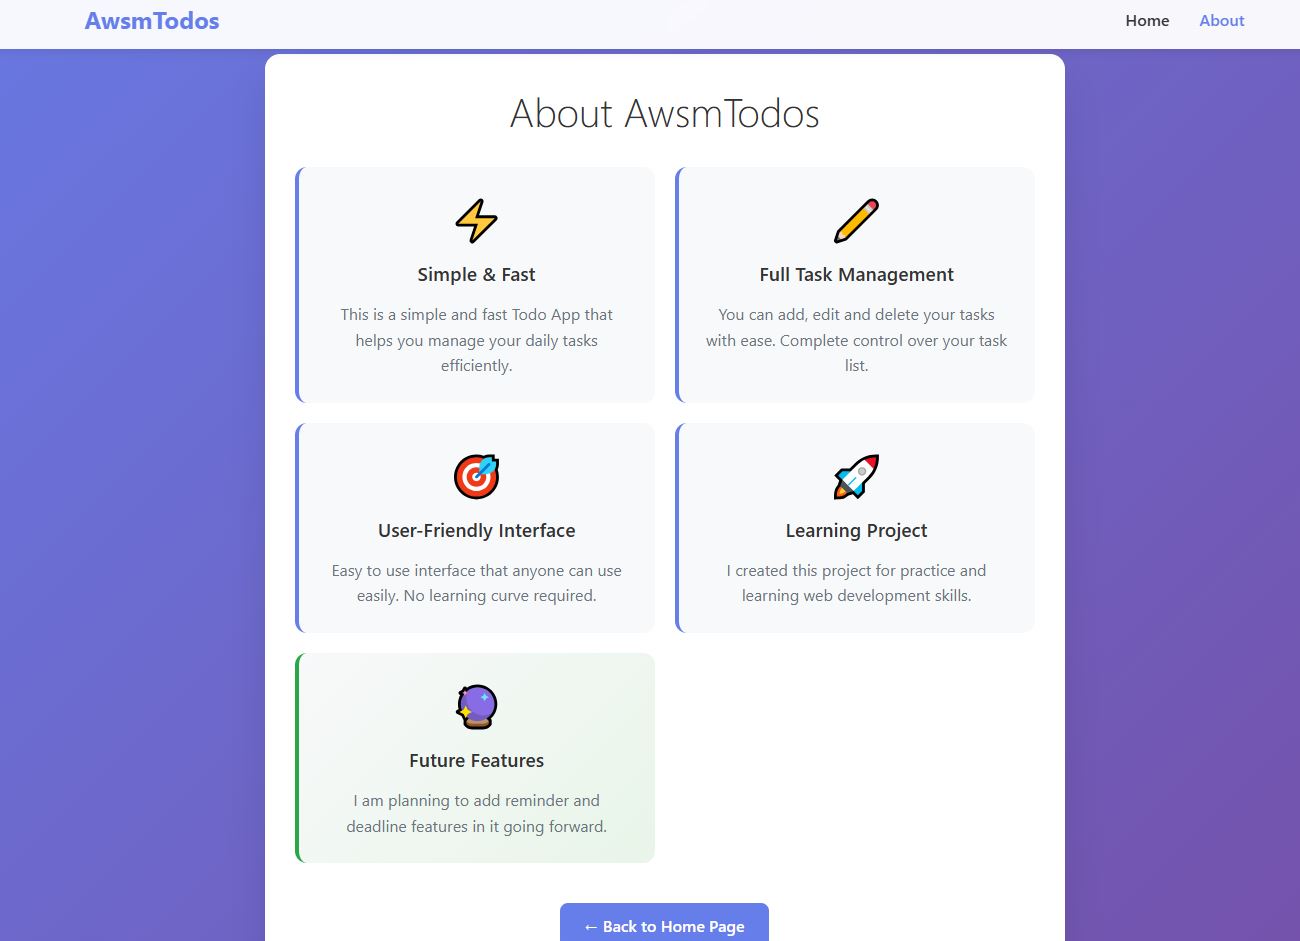 AwsmTodos
Home
About
About AwsmTodos
Simple & Fast
This is a simple and fast Todo App that
helps you manage your daily tasks
efficiently.
Full Task Management
You can add, edit and delete your tasks
with ease. Complete control over your task
list.
User-Friendly Interface
Easy to use interface that anyone can use
easily. No learning curve required.
Learning Project
I created this project for practice and
learning web development skills.
Future Features
I am planning to add reminder and
deadline features in it going forward.
← Back to Home Page